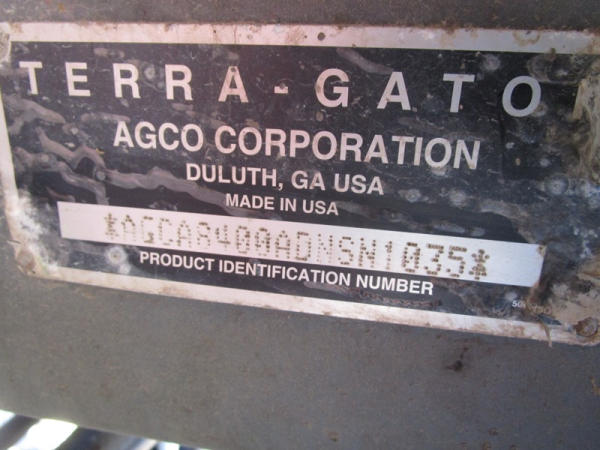 TERRA-GATO
AGCO CORPORATION
DULUTH, GA USA
MADE IN USA
*AGCA8400ADNSN1035*
PRODUCT IDENTIFICATION NUMBER